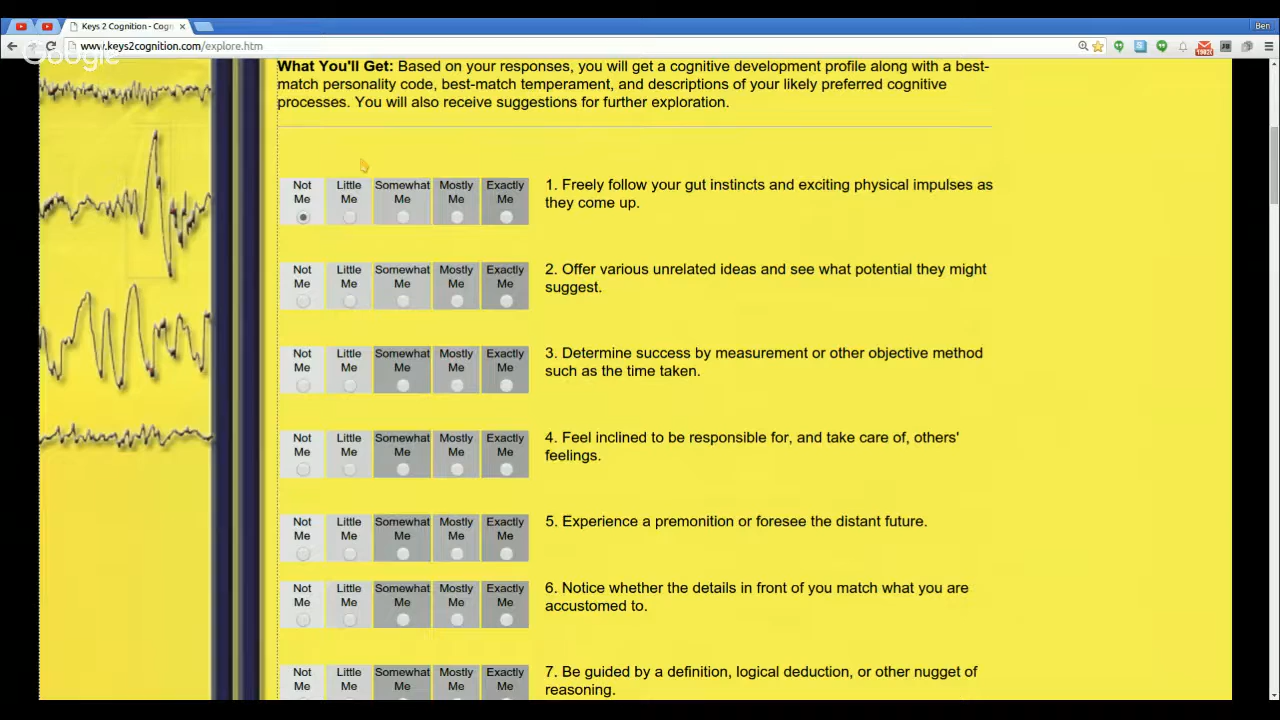 Keys 2 Cognition - Cogn
Ben
www.keys2cognition.com/explore.htm
Google
What You'll Get: Based on your responses, you will get a cognitive development profile along with a best-
match personality code, best-match temperament, and descriptions of your likely preferred cognitive
processes. You will also receive suggestions for further exploration.
Not Little Somewhat Mostly Exactly
Me Me Me Me Me
1. Freely follow your gut instincts and exciting physical impulses as
they come up.
Not Little Somewhat Mostly Exactly
Me Me Me Me Me
2. Offer various unrelated ideas and see what potential they might
suggest.
Not Little Somewhat Mostly Exactly
Me Me Me Me Me
3. Determine success by measurement or other objective method
such as the time taken.
Not Little Somewhat Mostly Exactly
Me Me Me Me Me
4. Feel inclined to be responsible for, and take care of, others'
feelings.
Not Little Somewhat Mostly Exactly
Me Me Me Me Me
5. Experience a premonition or foresee the distant future.
Not Little Somewhat Mostly Exactly
Me Me Me Me Me
6. Notice whether the details in front of you match what you are
accustomed to.
Not Little Somewhat Mostly Exactly
Me Me Me Me Me
7. Be guided by a definition, logical deduction, or other nugget of
reasoning.